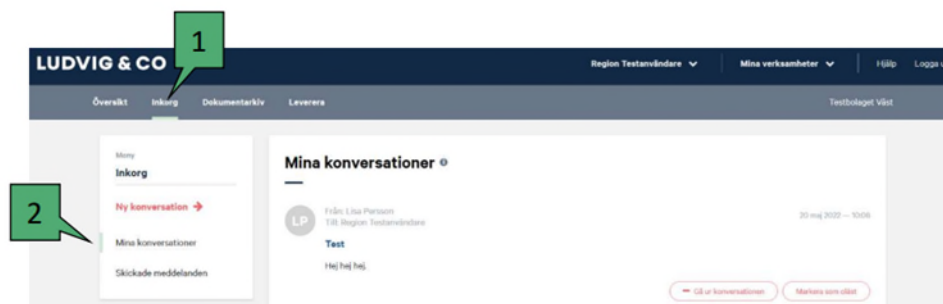 1
LUDVIG & CO
Region Testanvändare
Mina verksamheter
Hjälp
Logga u
Översikt
Inkorg
Dokumentarkiv
Leverera
Testbolaget Väst
Meny
Inkorg
Ny konversation →
2
Mina konversationer
Skickade meddelanden
Mina konversationer
LP
Från: Lisa Persson
Till: Region Testanvändare
20 maj 2022 — 10:06
Test
Hej hej hej.
Gå ur konversationen
Markera som oläst